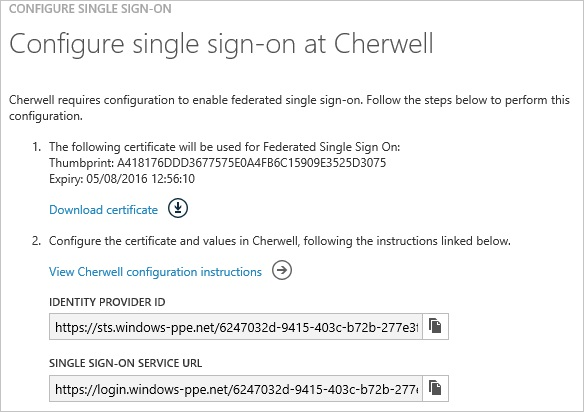 CONFIGURE SINGLE SIGN-ON
Configure single sign-on at Cherwell
Cherwell requires configuration to enable federated single sign-on. Follow the steps below to perform this
configuration.
1. The following certificate will be used for Federated Single Sign On:
Thumbprint: A418176DDD3677575E0A4FB6C15909E3525D3075
Expiry: 05/08/2016 12:56:10
Download certificate
2. Configure the certificate and values in Cherwell, following the instructions linked below.
View Cherwell configuration instructions
IDENTITY PROVIDER ID
https://sts.windows-ppe.net/6247032d-9415-403c-b72b-277e3
SINGLE SIGN-ON SERVICE URL
https://login.windows-ppe.net/6247032d-9415-403c-b72b-277